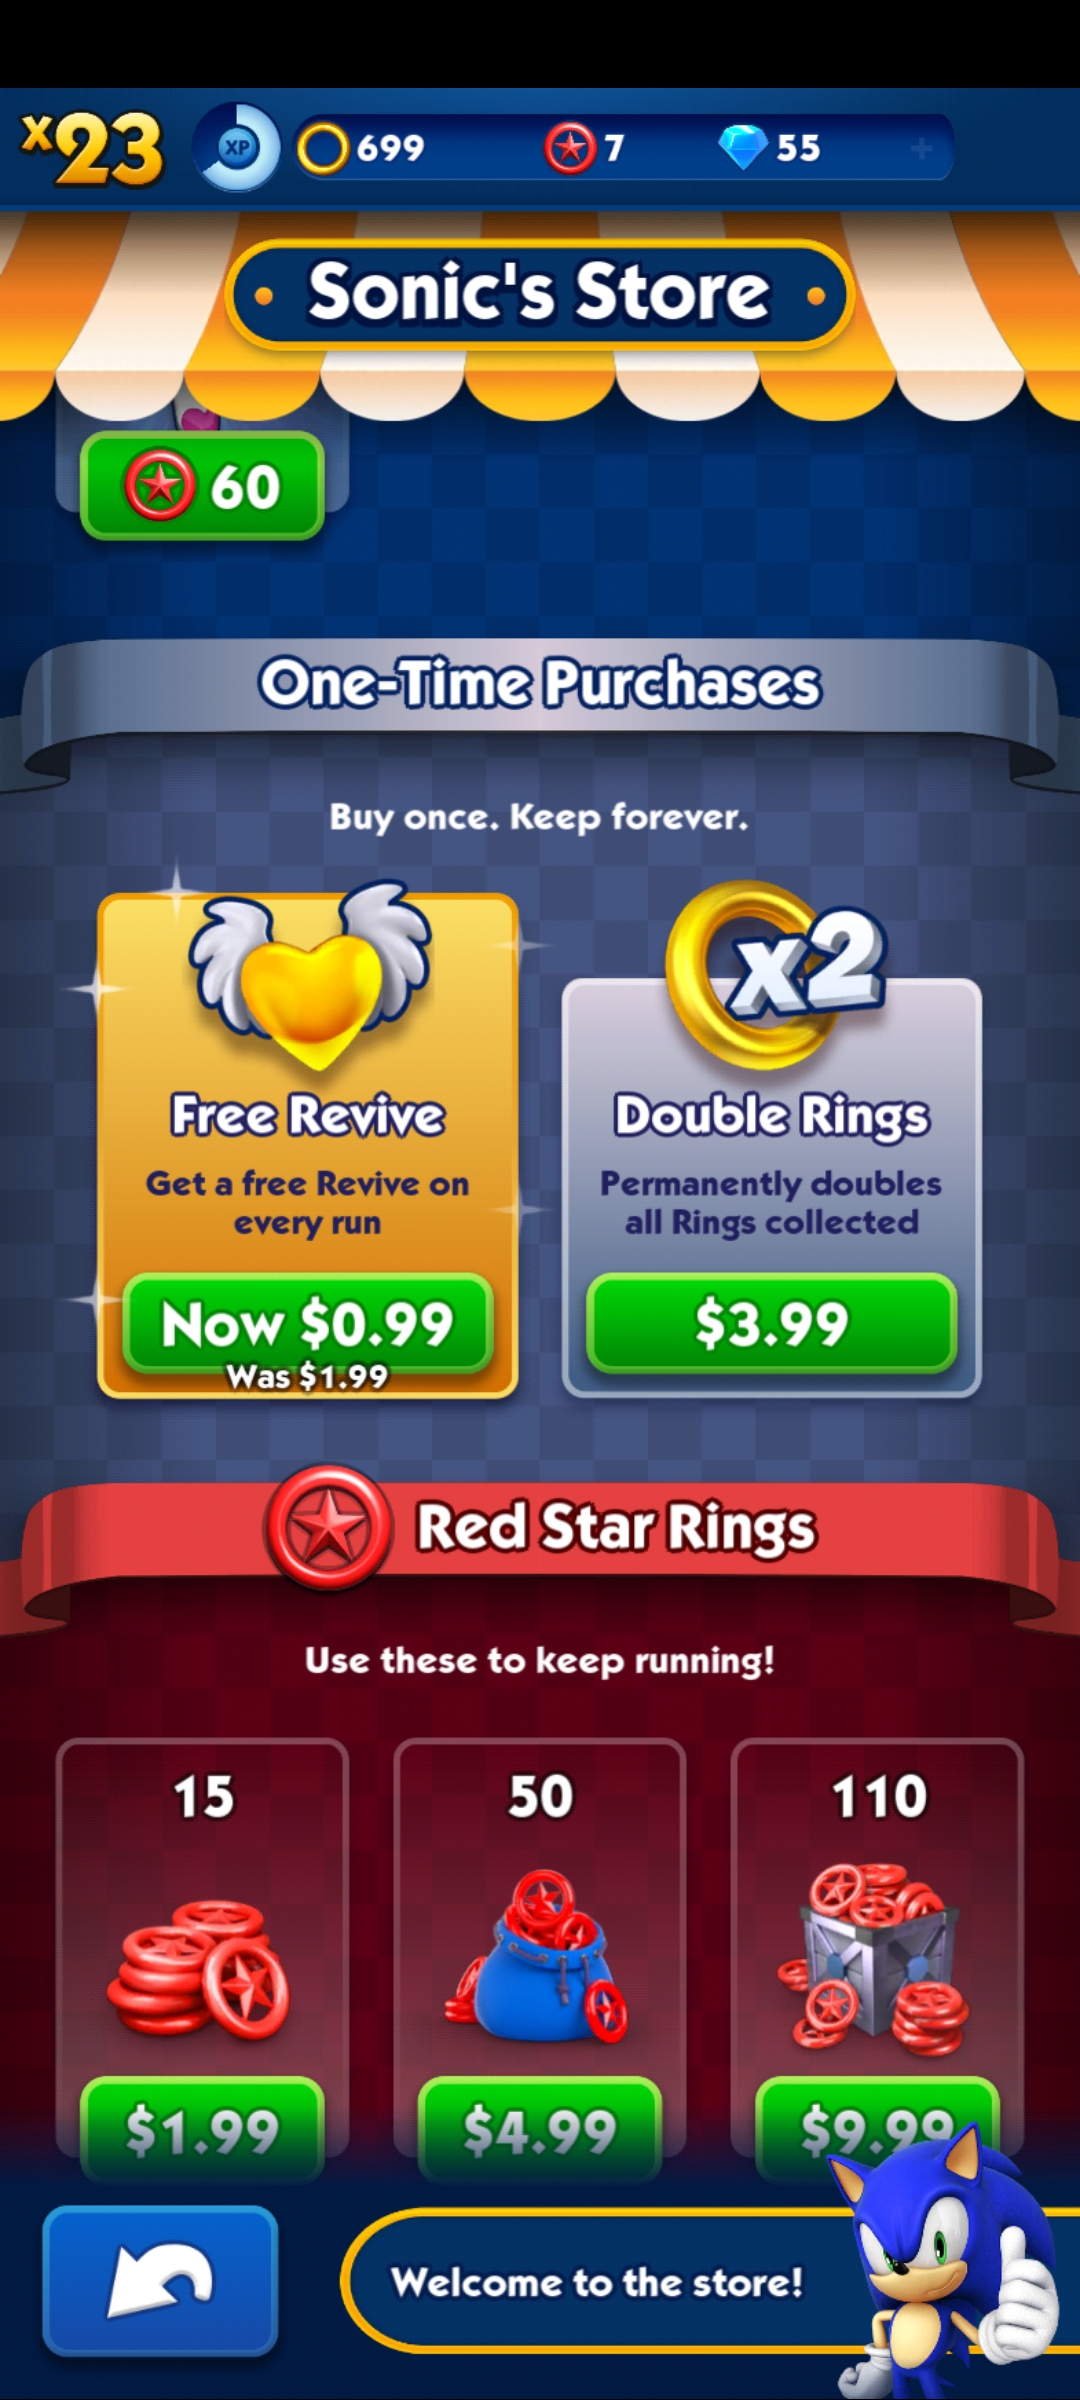 x23
XP
699
7
55
Sonic's Store
60
One-Time Purchases
Buy once. Keep forever.
x2
Free Revive
Double Rings
Get a free Revive on
every run
Permanently doubles
all Rings collected
Now $0.99
$3.99
Was $1.99
Red Star Rings
Use these to keep running!
15
50
110
$1.99
$4.99
$9.99
Welcome to the store!